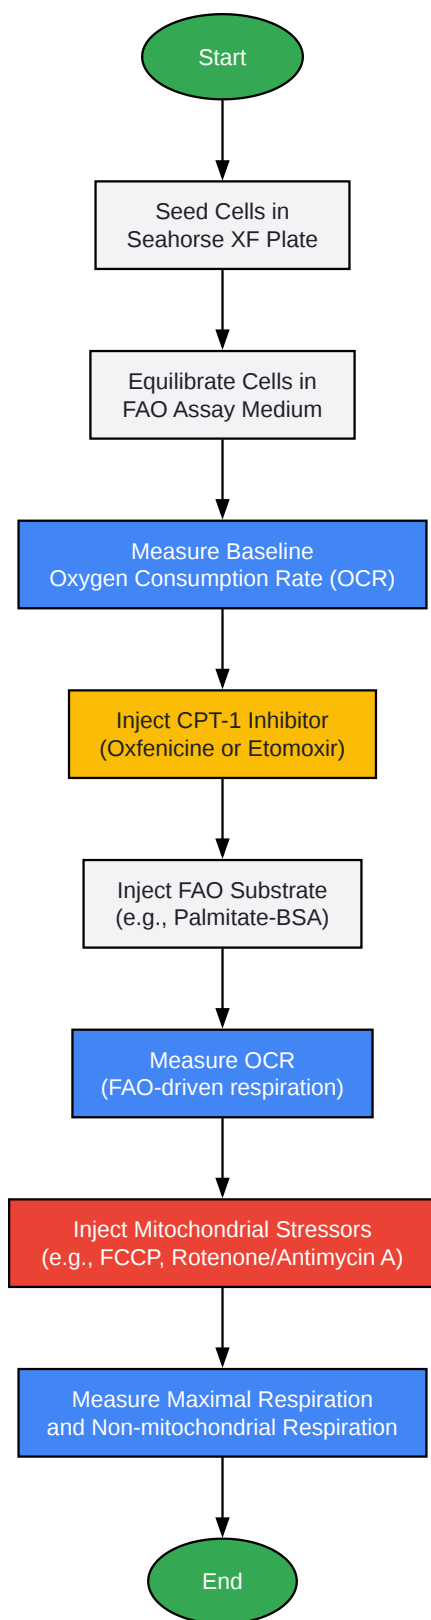 Start
Seed Cells in
Seahorse XF Plate
Equilibrate Cells in
FAO Assay Medium
Measure Baseline
Oxygen Consumption Rate (OCR)
Inject CPT-1 Inhibitor
(Oxfenicine or Etomoxir)
Inject FAO Substrate
(e.g., Palmitate-BSA)
Measure OCR
(FAO-driven respiration)
Inject Mitochondrial Stressors
(e.g., FCCP, Rotenone/Antimycin A)
Measure Maximal Respiration
and Non-mitochondrial Respiration
End